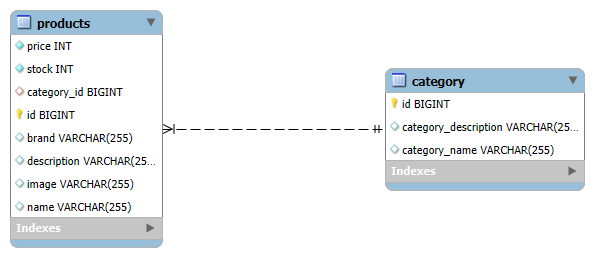 products
price INT
stock INT
category_id BIGINT
id BIGINT
brand VARCHAR(255)
description VARCHAR(25...
image VARCHAR(255)
name VARCHAR(255)
Indexes
category
id BIGINT
category_description VARCHAR(25...
category_name VARCHAR(255)
Indexes